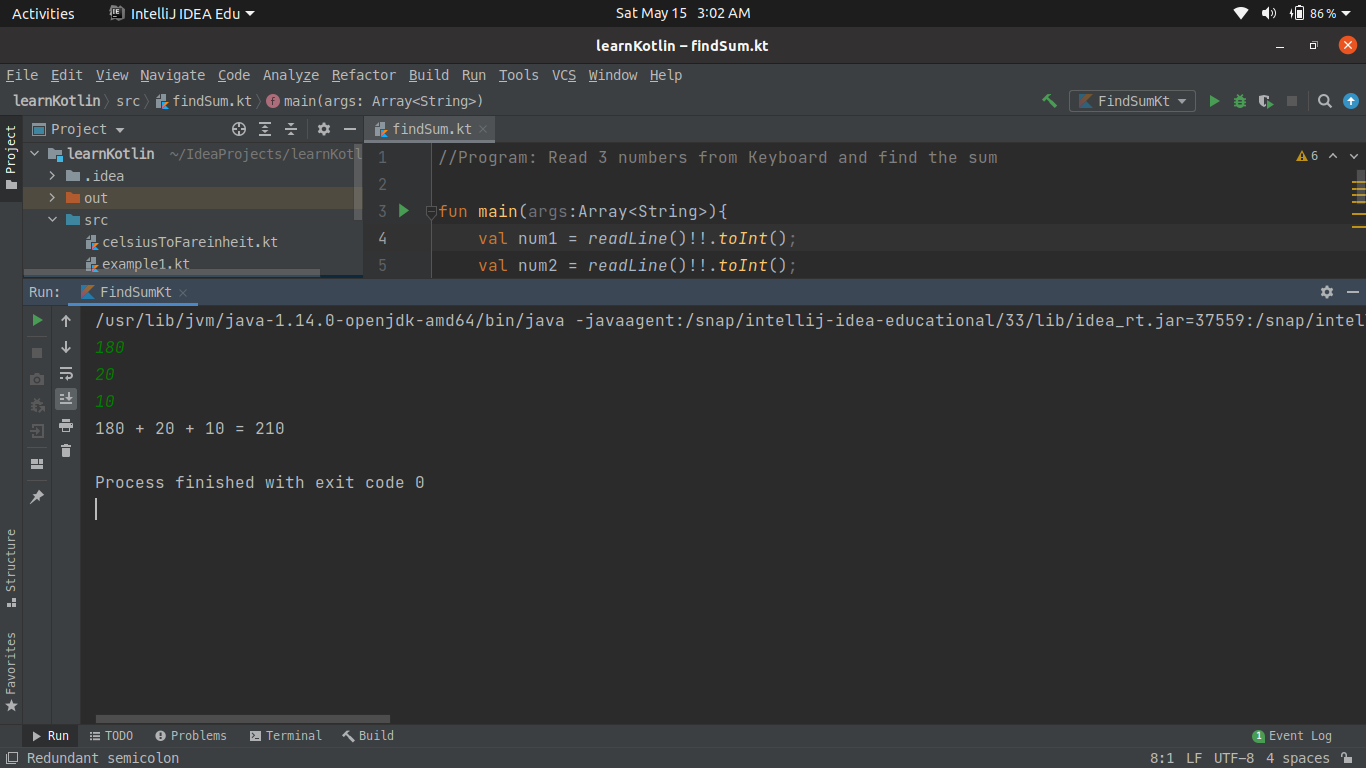 Activities IntelliJ IDEA Edu Sat May 15 3:02 AM 86 %
learnKotlin – findSum.kt
File Edit View Navigate Code Analyze Refactor Build Run Tools VCS Window Help
learnKotlin src findSum.kt main(args: Array<String>) FindSumKt
Project
Project
findSum.kt
learnKotlin ~/IdeaProjects/learnKotl
.idea
out
src
celsiusToFareinheit.kt
example1.kt
1 //Program: Read 3 numbers from Keyboard and find the sum
6
2
3 fun main(args:Array<String>){
4 val num1 = readLine()!!.toInt();
5 val num2 = readLine()!!.toInt();
Run: FindSumKt
/usr/lib/jvm/java-1.14.0-openjdk-amd64/bin/java -javaagent:/snap/intellij-idea-educational/33/lib/idea_rt.jar=37559:/snap/intel
180
20
10
180 + 20 + 10 = 210
Process finished with exit code 0
Structure
Favorites
Run TODO Problems Terminal Build 1 Event Log
Redundant semicolon 8:1 LF UTF-8 4 spaces